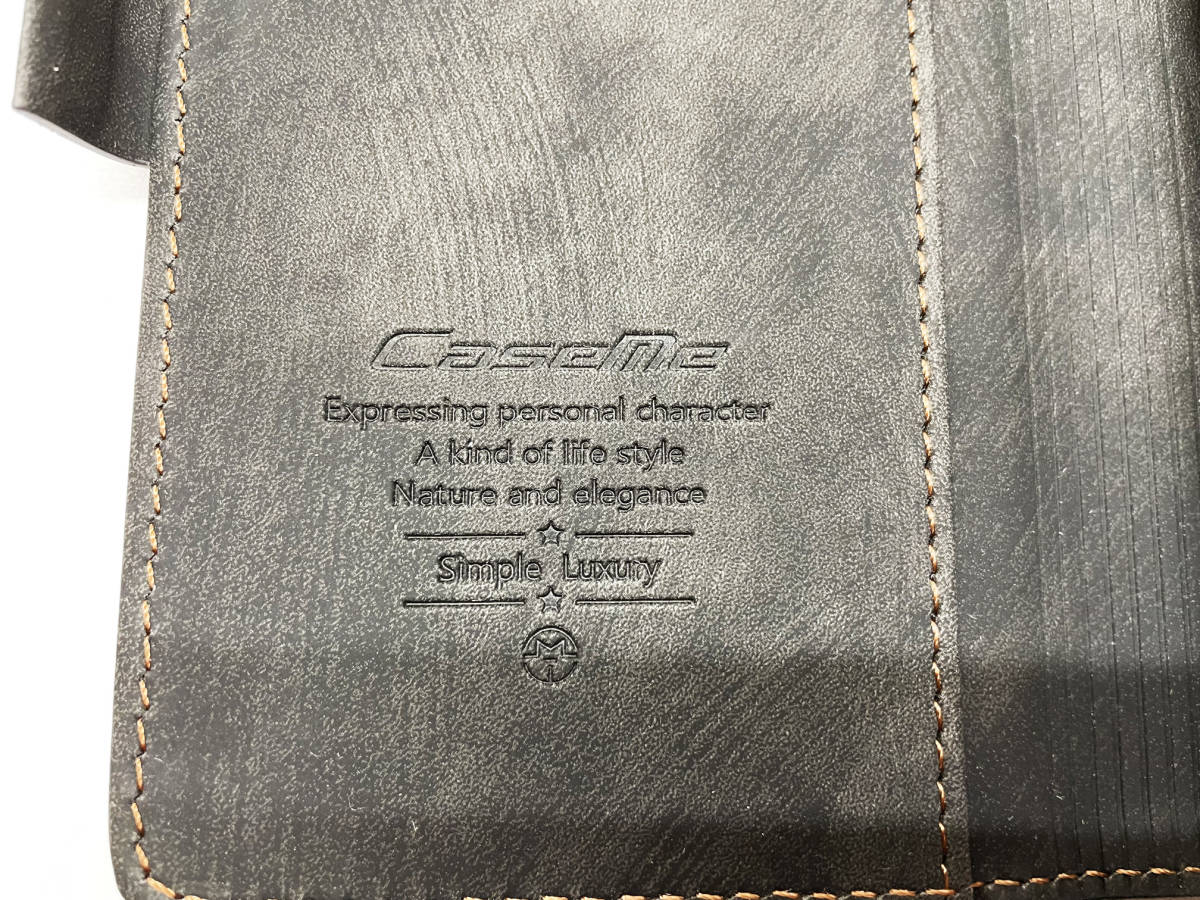 CaseMe
Expressing personal character
A kind of life style
Nature and elegance
Simple Luxury